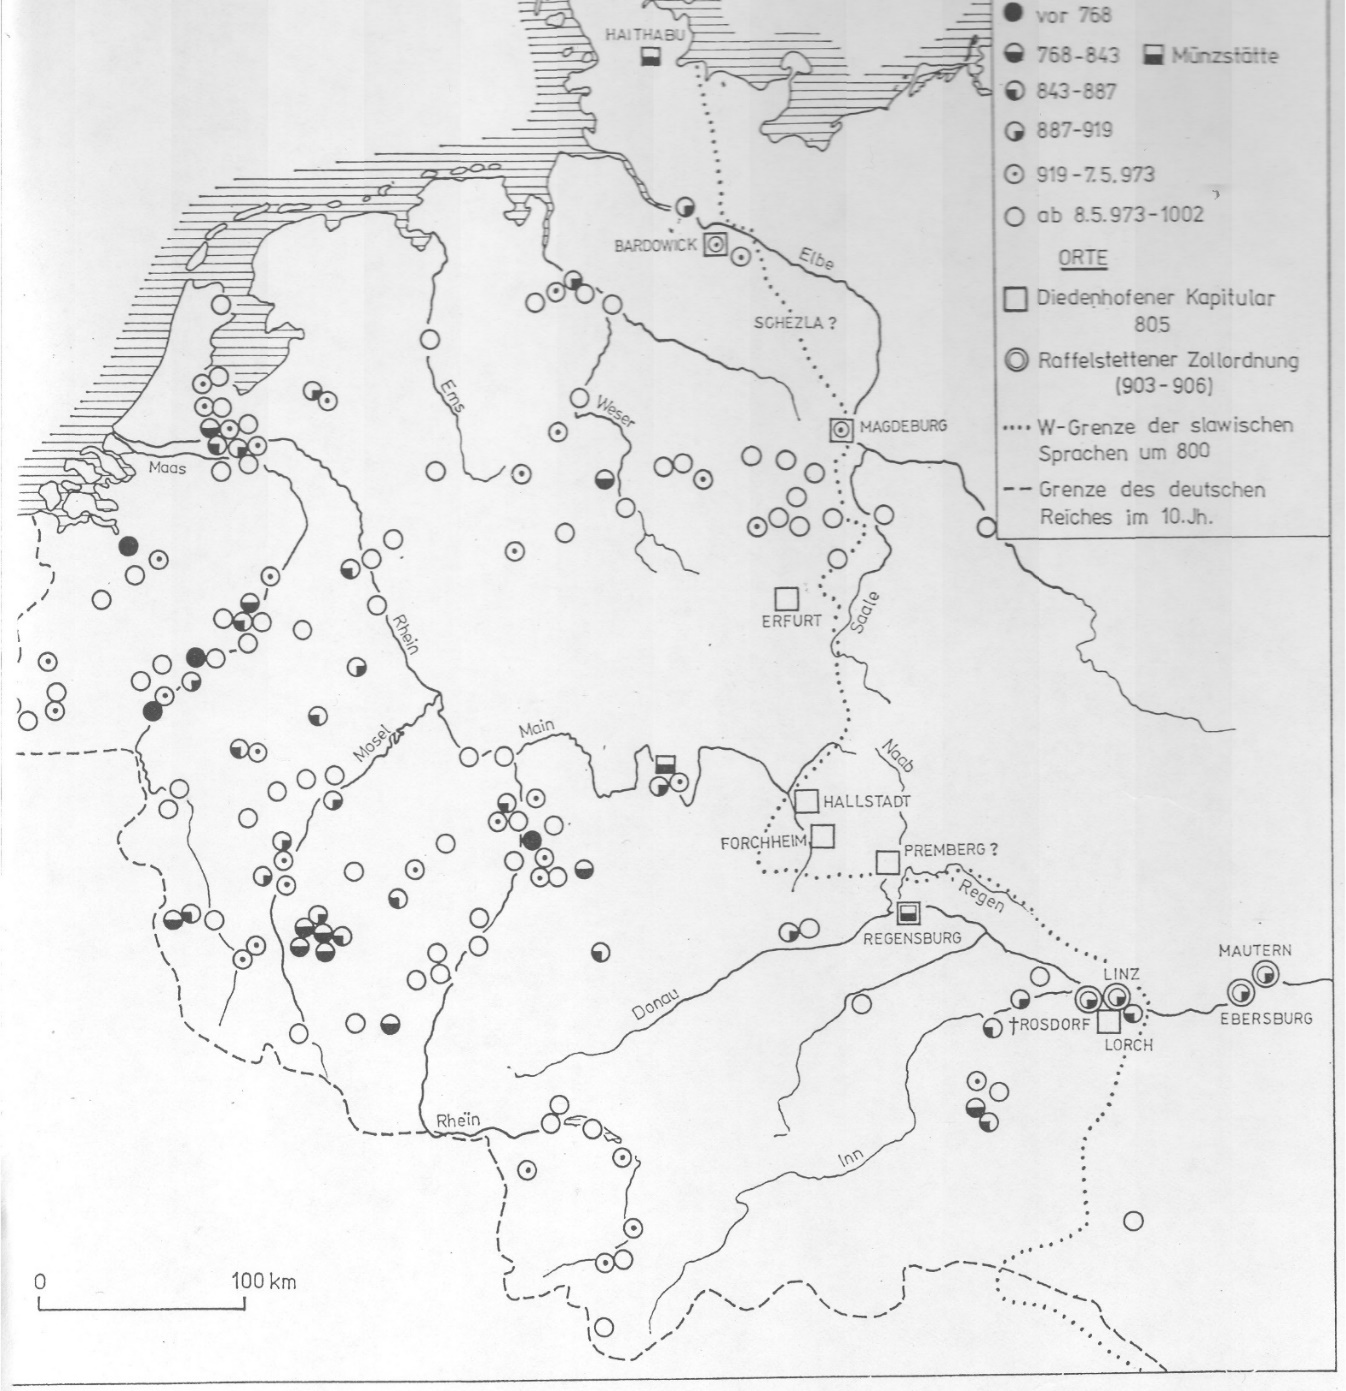 HAITHABU
vor 768
768-843
Münzstätte
843-887
887-919
919-7.5.973
ab 8.5.973-1002
ORTE
Diedenhofener Kapitular
805
Raffelstettener Zollordnung
(903-906)
W-Grenze der slawischen
Sprachen um 800
Grenze des deutschen
Reiches im 10.Jh.
BARDOWICK
Elbe
SCHEZLA?
Ems
Weser
MAGDEBURG
Maas
ERFURT
Saale
Rhein
Mosel
Main
Naab
HALLSTADT
FORCHHEIM
PREMBERG?
Regen
REGENSBURG
MAUTERN
LINZ
Donau
†ROSDORF
EBERSBURG
LORCH
Rhein
Inn
0
100 km